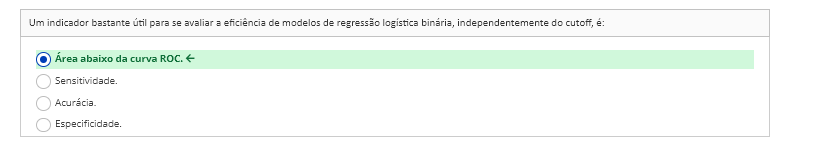 Um indicador bastante útil para se avaliar a eficiência de modelos de regressão logística binária, independentemente do cutoff, é:
Área abaixo da curva ROC. ←
Sensitividade.
Acurácia.
Especificidade.